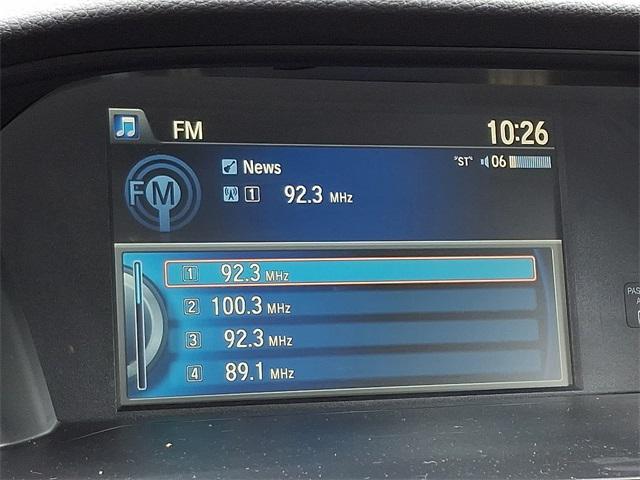 FM 10:26
News "ST" 06
FM 1 92.3 MHz
1 92.3 MHz
2 100.3 MHz
3 92.3 MHz
4 89.1 MHz
PAS